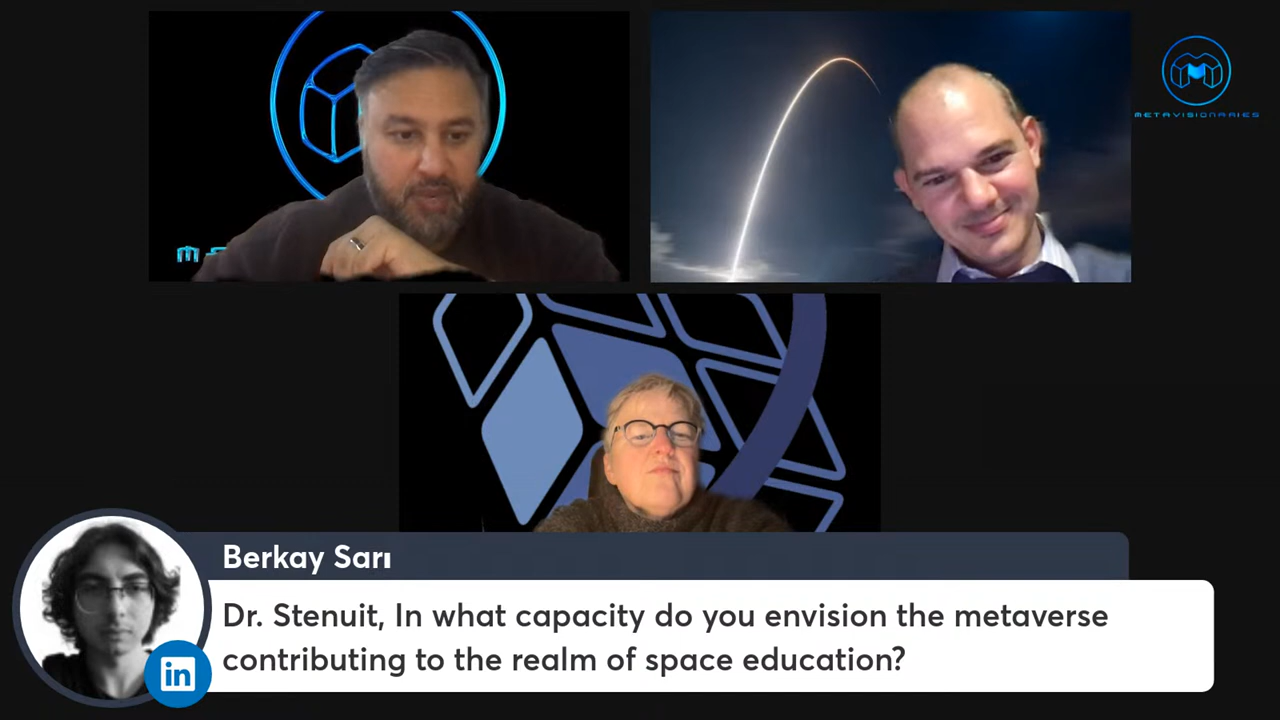 METAVISIONARIES
Berkay Sarı
Dr. Stenuit, In what capacity do you envision the metaverse
contributing to the realm of space education?
in